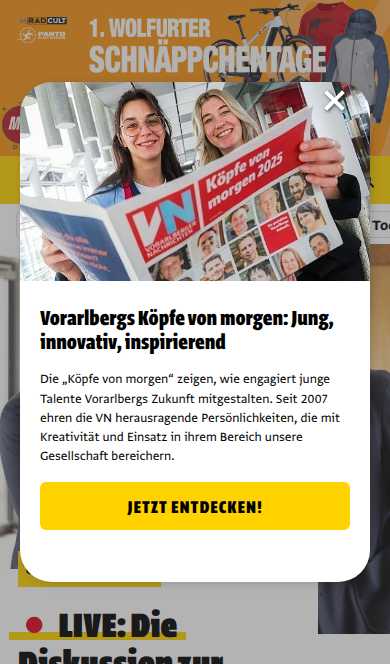 RADCULT
PANTO
1. WOLFURTER
SCHNÄPPCHENTAGE
M
Köpfe von
morgen 2025
VN
VORARLBERGER
NACHRICHTEN
Too
Vorarlbergs Köpfe von morgen: Jung,
innovativ, inspirierend
Die „Köpfe von morgen“ zeigen, wie engagiert junge
Talente Vorarlbergs Zukunft mitgestalten. Seit 2007
ehren die VN herausragende Persönlichkeiten, die mit
Kreativität und Einsatz in ihrem Bereich unsere
Gesellschaft bereichern.
JETZT ENTDECKEN!
LIVE: Die
Diskussion zur